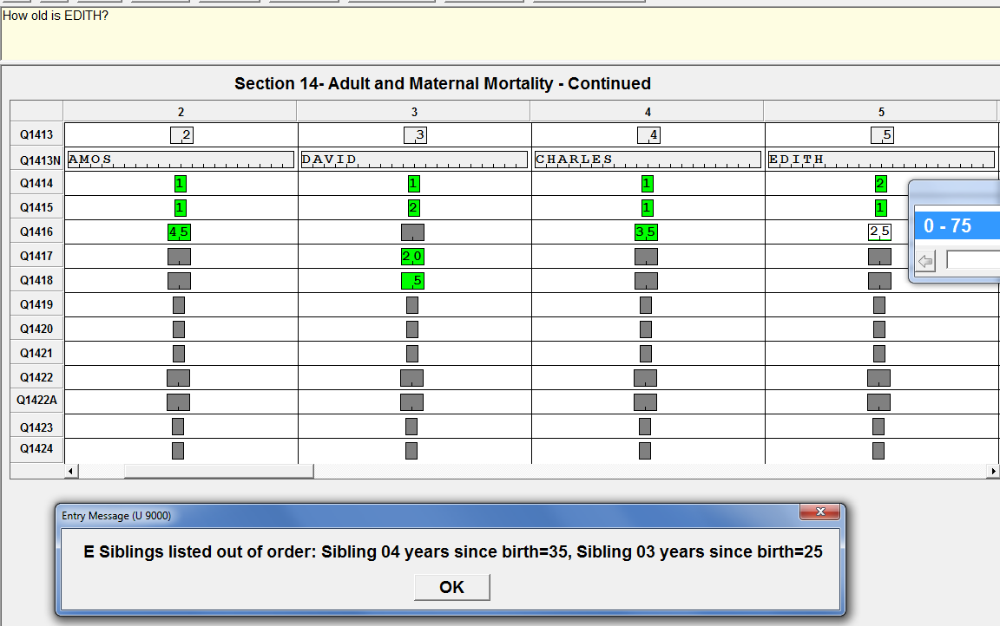 How old is EDITH?
Section 14- Adult and Maternal Mortality - Continued
2 3 4 5
Q1413 2 3 4 5
Q1413N AMOS DAVID CHARLES EDITH
Q1414 1 1 1 2
Q1415 1 2 1 1
Q1416 45 35 25
0 - 75
Q1417 20
Q1418 5
Q1419
Q1420
Q1421
Q1422
Q1422A
Q1423
Q1424
Entry Message (U 9000)
E Siblings listed out of order: Sibling 04 years since birth=35, Sibling 03 years since birth=25
OK